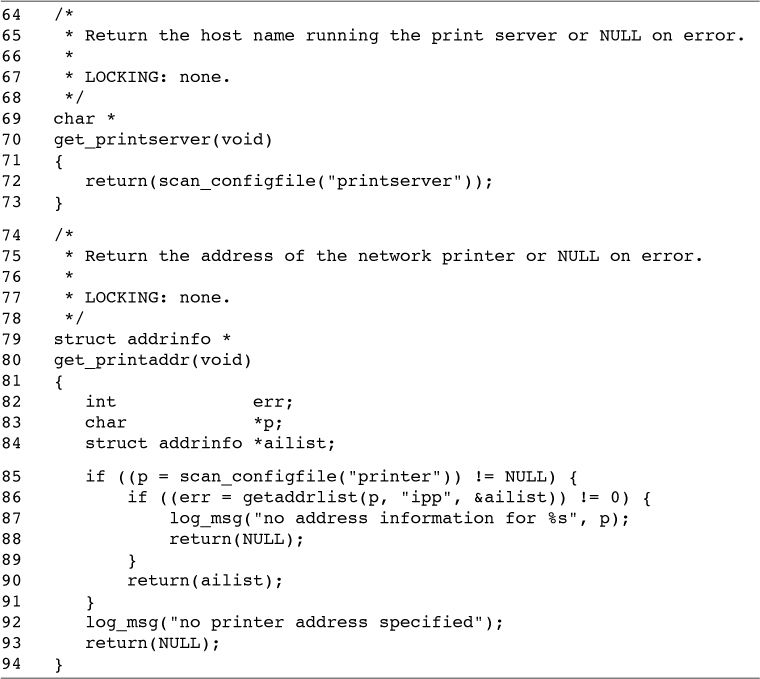 64 /*
65  * Return the host name running the print server or NULL on error.
66  *
67  * LOCKING: none.
68  */
69 char *
70 get_printserver(void)
71 {
72    return(scan_configfile("printserver"));
73 }
74 /*
75  * Return the address of the network printer or NULL on error.
76  *
77  * LOCKING: none.
78  */
79 struct addrinfo *
80 get_printaddr(void)
81 {
82    int             err;
83    char            *p;
84    struct addrinfo *ailist;
85    if ((p = scan_configfile("printer")) != NULL) {
86        if ((err = getaddrlist(p, "ipp", &ailist)) != 0) {
87            log_msg("no address information for %s", p);
88            return(NULL);
89        }
90        return(ailist);
91    }
92    log_msg("no printer address specified");
93    return(NULL);
94 }